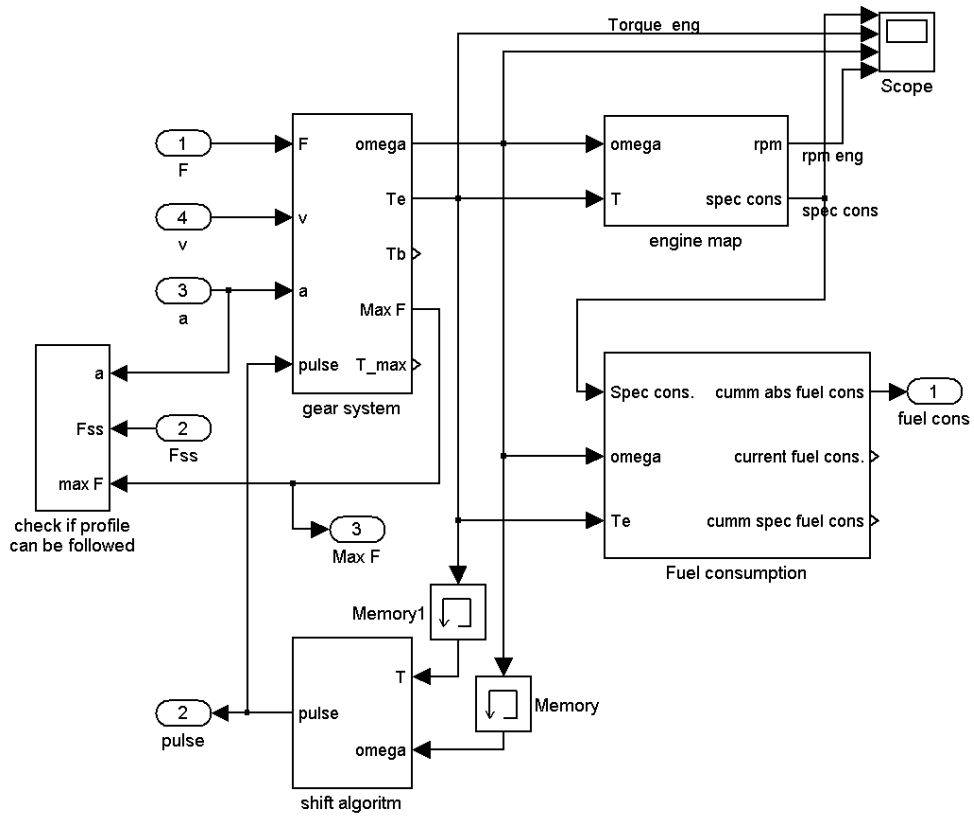 Torque eng
Scope
1
F
F
omega
omega
rpm
rpm eng
Te
T
spec cons
spec cons
engine map
4
v
v
Tb
3
a
a
Max F
pulse
T_max
gear system
a
Fss
max F
check if profile
can be followed
2
Fss
3
Max F
Spec cons.
cumm abs fuel cons
1
fuel cons
omega
current fuel cons.
Te
cumm spec fuel cons
Fuel consumption
Memory1
T
pulse
omega
shift algoritm
Memory
2
pulse